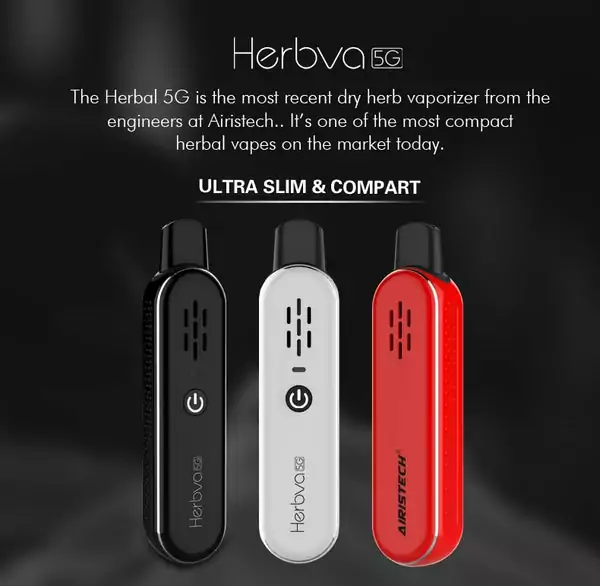 Herbva 5G
The Herbal 5G is the most recent dry herb vaporizer from the
engineers at Airistech.. It's one of the most compact
herbal vapes on the market today.
ULTRA SLIM & COMPART
Herbva 5G
Herbva 5G
AIRISTECH®